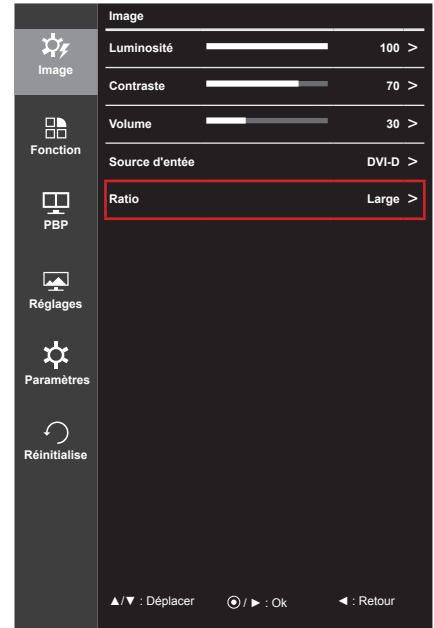 Image
Luminosité 100 >
Contraste 70 >
Volume 30 >
Source d'entée DVI-D >
Ratio Large >
Image
Fonction
PBP
Réglages
Paramètres
Réinitialise
▲/▼ : Déplacer ⦿ / ► : Ok ◄ : Retour